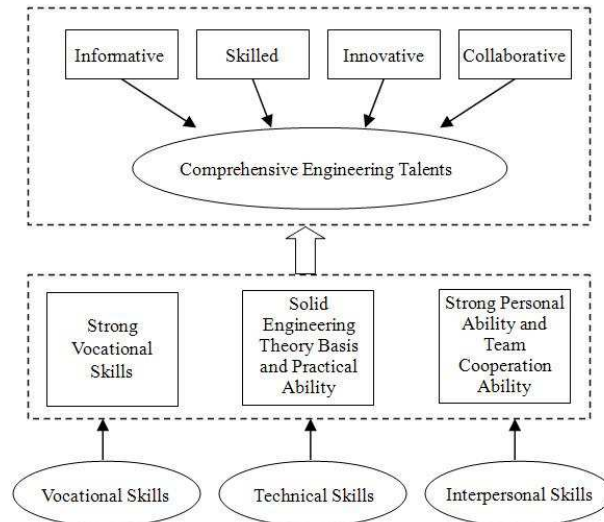 Informative
Skilled
Innovative
Collaborative
Comprehensive Engineering Talents
Strong
Vocational
Skills
Solid
Engineering
Theory Basis
and Practical
Ability
Strong Personal
Ability and
Team
Cooperation
Ability
Vocational Skills
Technical Skills
Interpersonal Skills